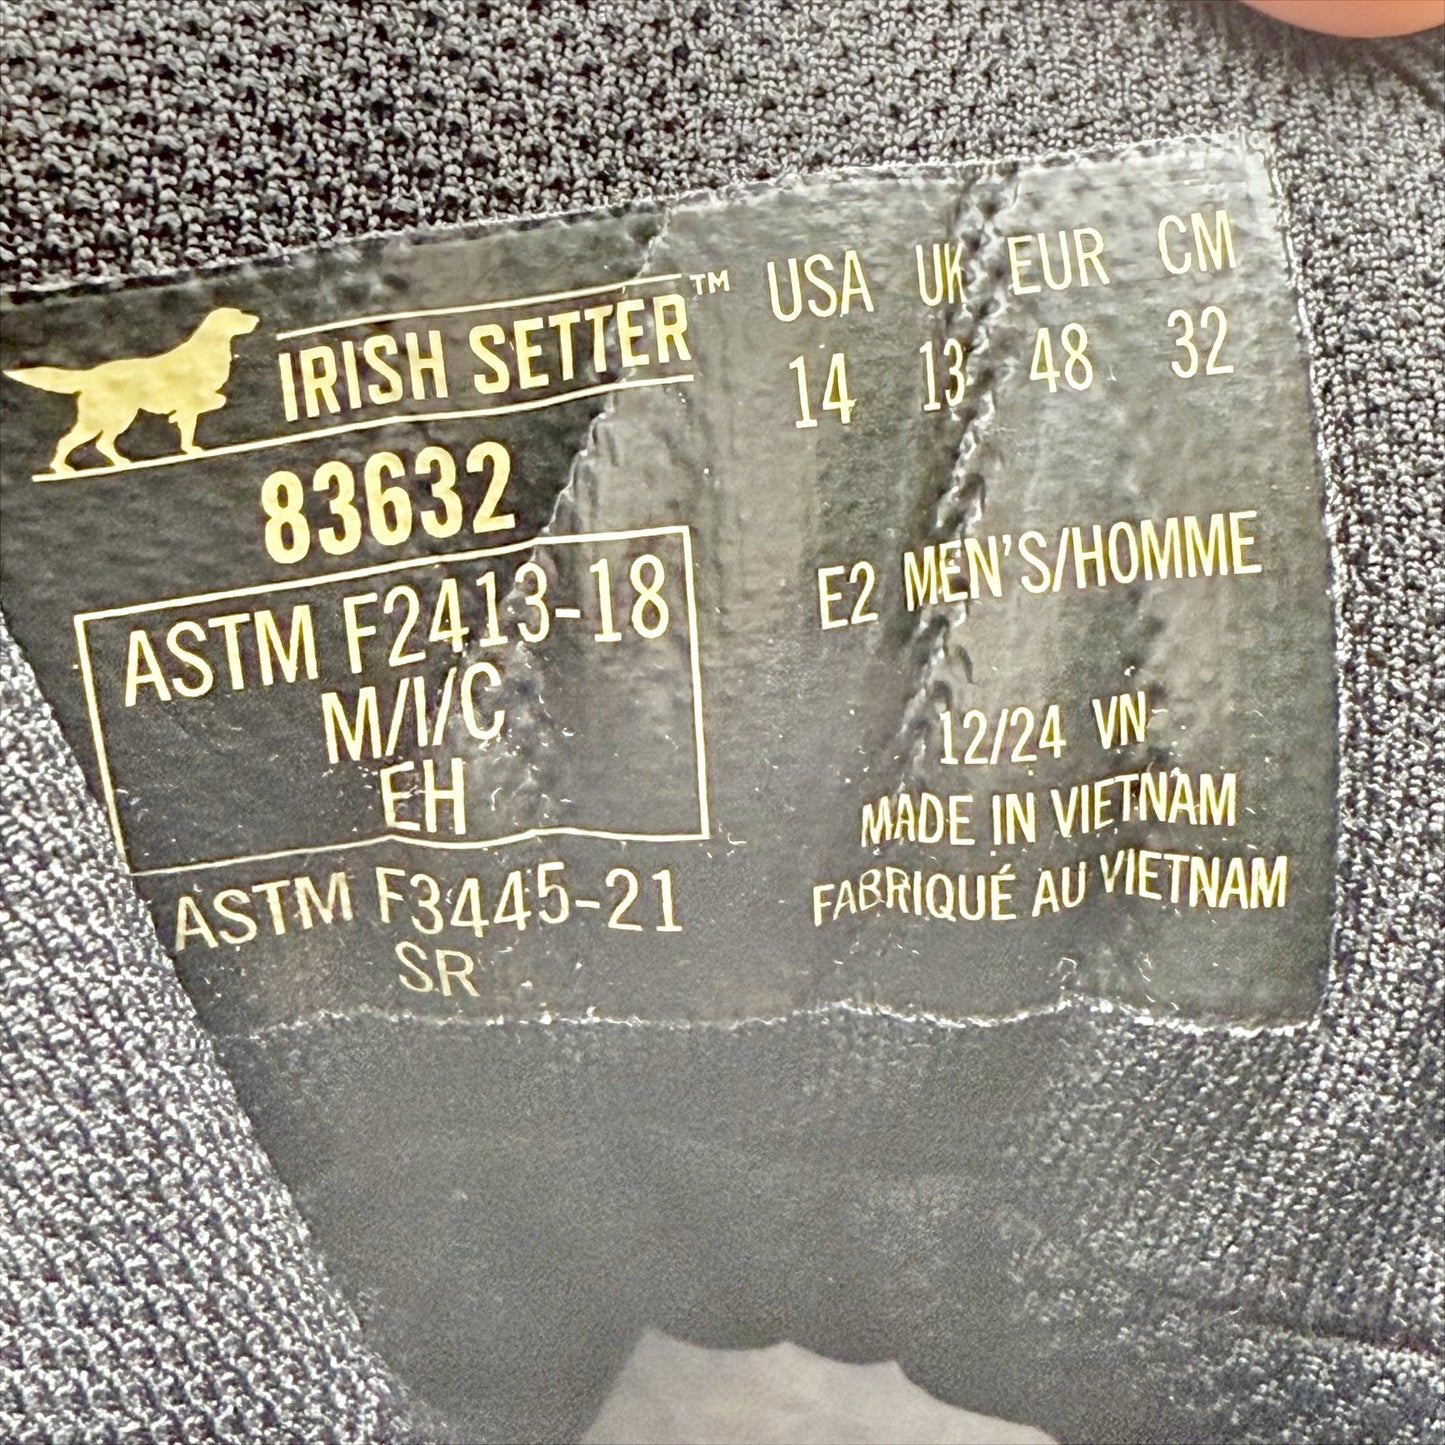 IRISH SETTER™
83632
ASTM F2413-18
M/I/C
EH
ASTM F3445-21
SR
USA UK EUR CM
14 13 48 32
E2 MEN'S/HOMME
12/24 VN
MADE IN VIETNAM
FABRIQUÉ AU VIETNAM